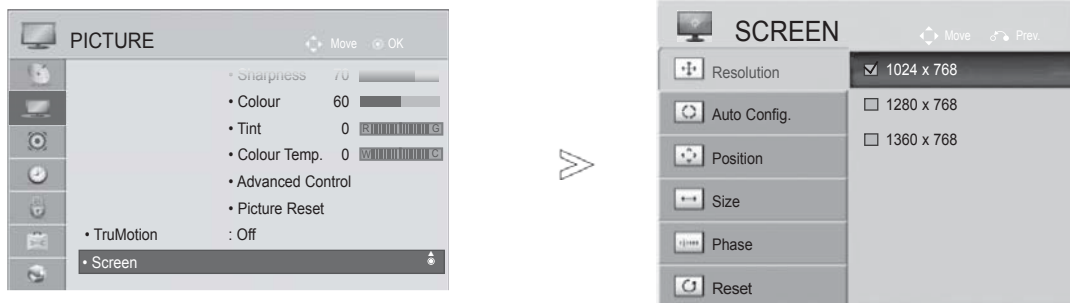 PICTURE
Move OK
• Sharpness 70
• Colour 60
• Tint 0 R G
• Colour Temp. 0 W C
• Advanced Control
• Picture Reset
• TruMotion : Off
• Screen
SCREEN
Move Prev.
Resolution
Auto Config.
Position
Size
Phase
Reset
1024 x 768
1280 x 768
1360 x 768